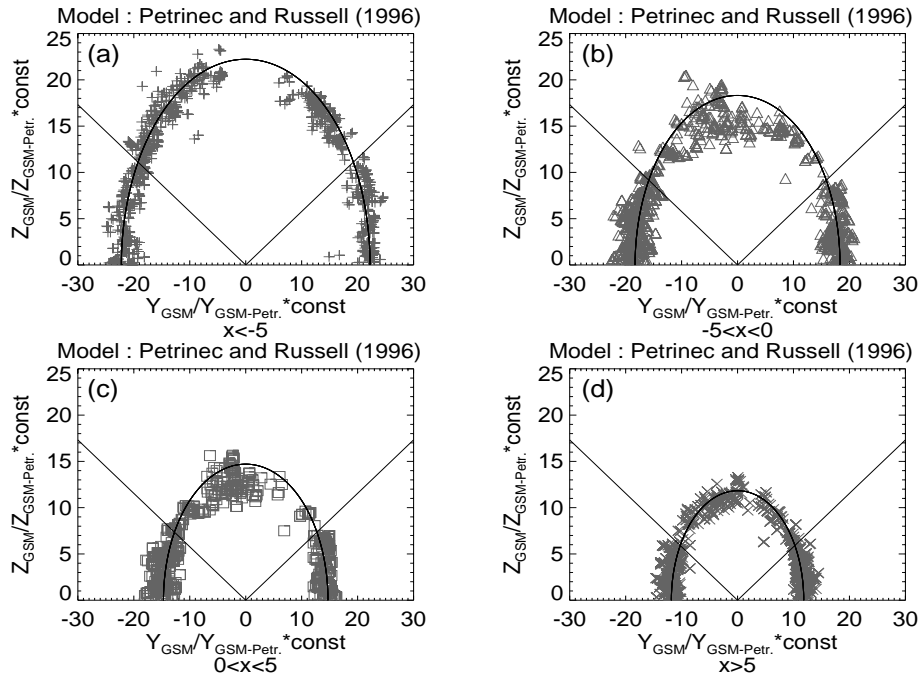 Model : Petrinec and Russell (1996)
(a)
Z_GSM/Z_GSM-Petr.*const
25
20
15
10
5
0
-30 -20 -10 0 10 20 30
Y_GSM/Y_GSM-Petr.*const
x<-5
Model : Petrinec and Russell (1996)
(b)
Z_GSM/Z_GSM-Petr.*const
25
20
15
10
5
0
-30 -20 -10 0 10 20 30
Y_GSM/Y_GSM-Petr.*const
-5<x<0
Model : Petrinec and Russell (1996)
(c)
Z_GSM/Z_GSM-Petr.*const
25
20
15
10
5
0
-30 -20 -10 0 10 20 30
Y_GSM/Y_GSM-Petr.*const
0<x<5
Model : Petrinec and Russell (1996)
(d)
Z_GSM/Z_GSM-Petr.*const
25
20
15
10
5
0
-30 -20 -10 0 10 20 30
Y_GSM/Y_GSM-Petr.*const
x>5